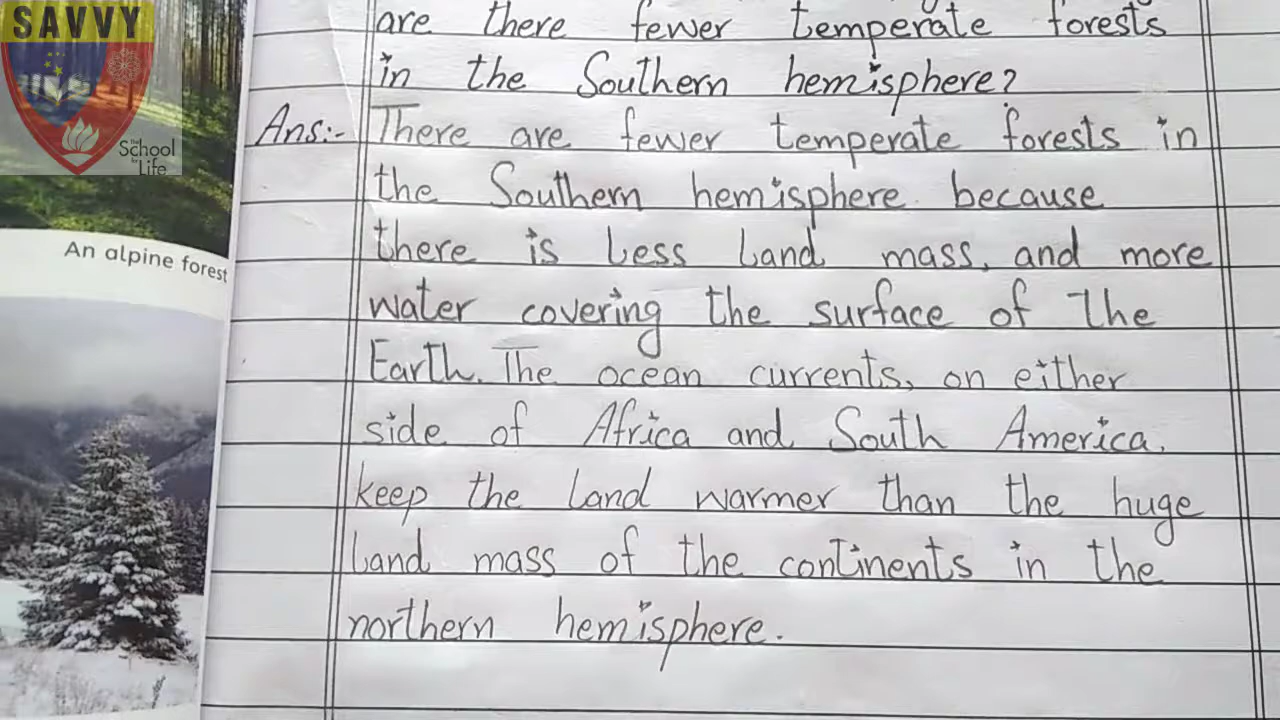 SAVVY
The School for Life
An alpine forest
are there fewer temperate forests
in the Southern hemisphere?
Ans:- There are fewer temperate forests in
the Southern hemisphere because
there is less land mass, and more
water covering the surface of the
Earth. The ocean currents, on either
side of Africa and South America,
keep the land warmer than the huge
land mass of the continents in the
northern hemisphere.